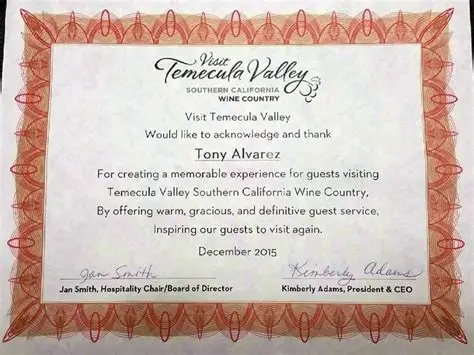 Visit
Temecula Valley
SOUTHERN CALIFORNIA
WINE COUNTRY
Visit Temecula Valley
Would like to acknowledge and thank
Tony Alvarez
For creating a memorable experience for guests visiting
Temecula Valley Southern California Wine Country,
By offering warm, gracious, and definitive guest service,
Inspiring our guests to visit again.
December 2015
Jan Smith Kimberly Adams
Jan Smith, Hospitality Chair/Board of Director Kimberly Adams, President & CEO